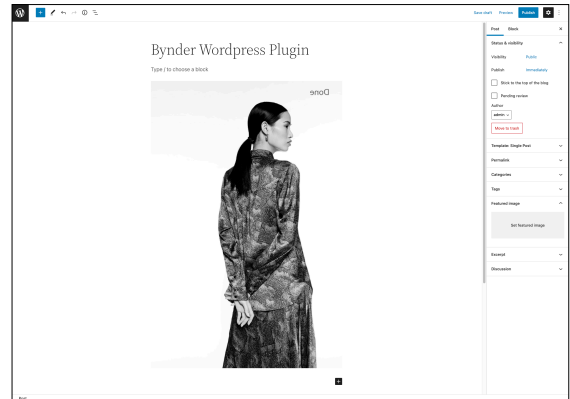 Save draft Preview Publish
Post Block
Status & visibility
Bynder Wordpress Plugin
Visibility Public
Type / to choose a block
Publish Immediately
Stick to the top of the blog
Done
Pending review
Author
admin
Move to trash
Template: Single Post
Permalink
Categories
Tags
Featured image
Set featured image
Excerpt
Discussion